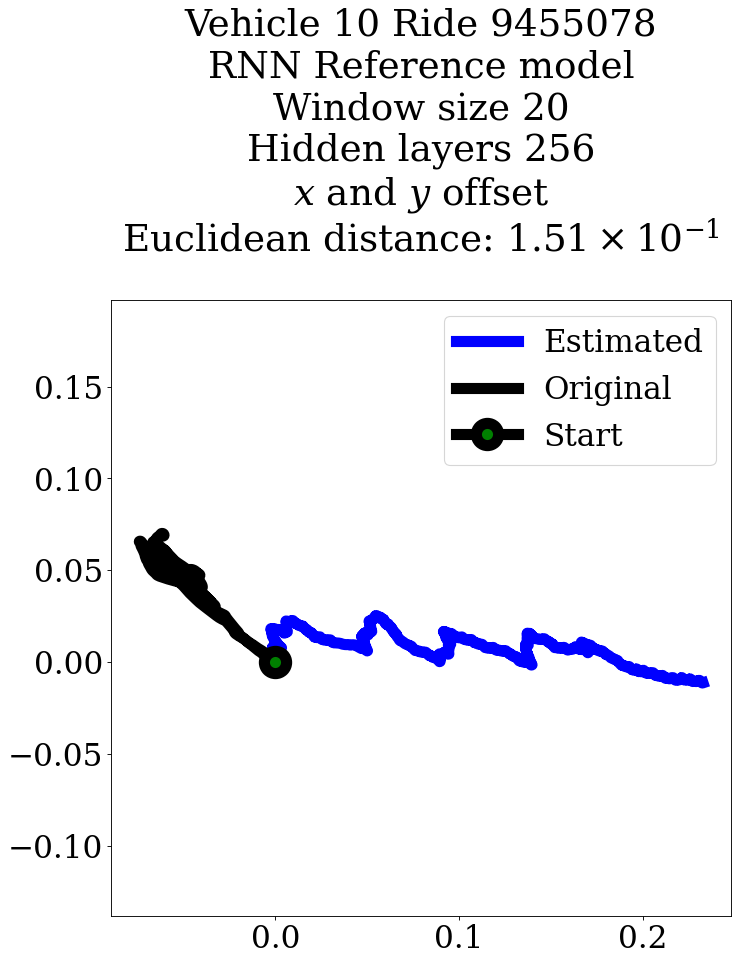 Vehicle 10 Ride 9455078
RNN Reference model
Window size 20
Hidden layers 256
x and y offset
Euclidean distance: 1.51 × 10⁻¹
Estimated
Original
Start
0.15
0.10
0.05
0.00
−0.05
−0.10
0.0 0.1 0.2